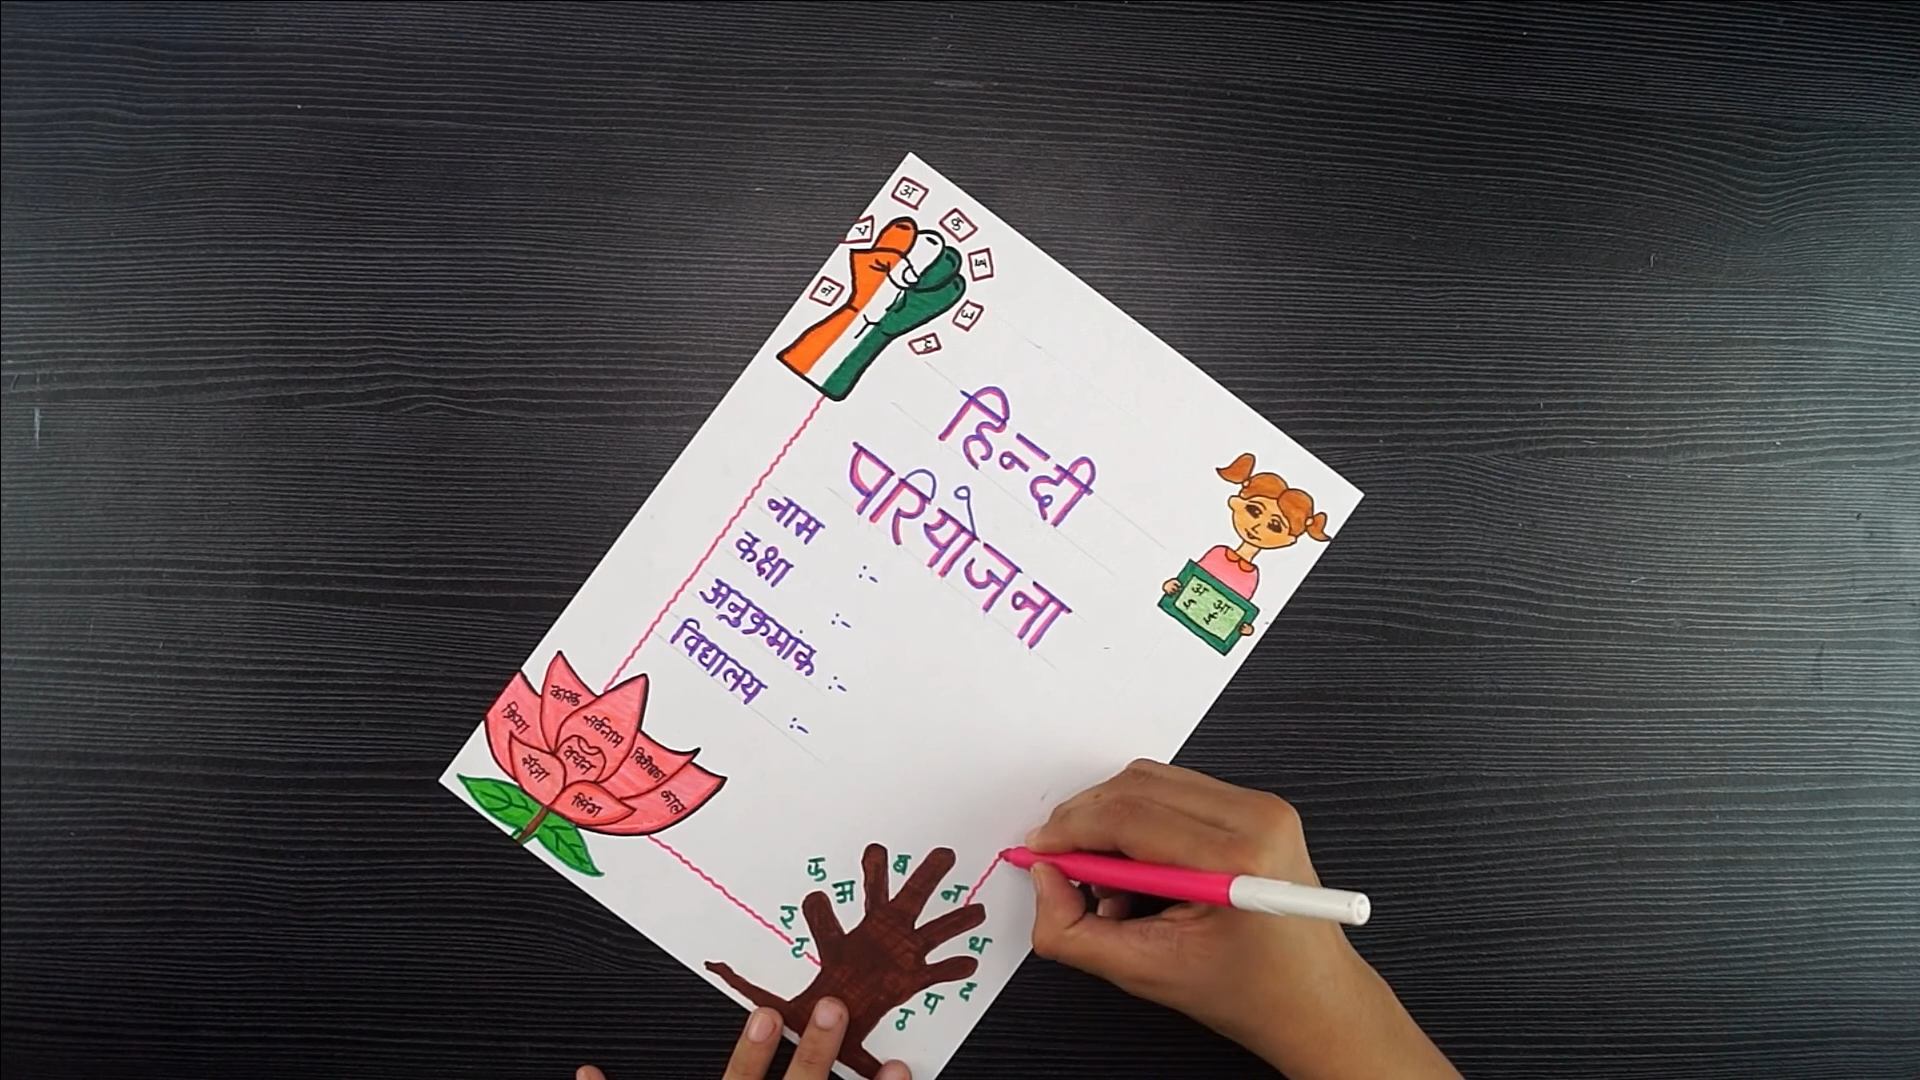 अ
क
हिन्दी
परियोजना
नाम :-
कक्षा :-
अनुक्रमांक :-
विद्यालय :-
अ आ
कारक
क्रिया
सर्वनाम
विशेषण
वचन
संज्ञा
काल
लिंग
ब
अ
न
थ
द
प